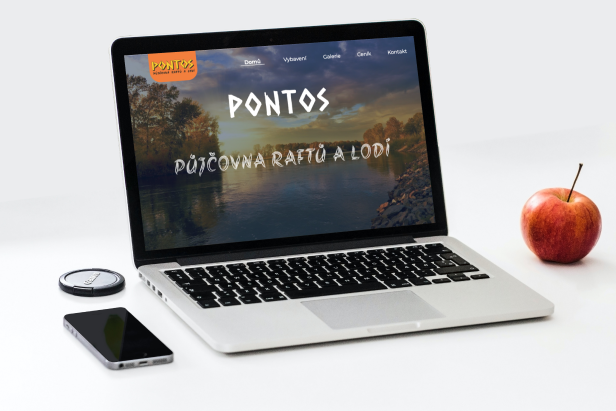 PONTOS
PŮJČOVNA RAFTŮ A LODÍ
Domů
Vybavení
Galerie
Ceník
Kontakt
PONTOS
PŮJČOVNA RAFTŮ A LODÍ